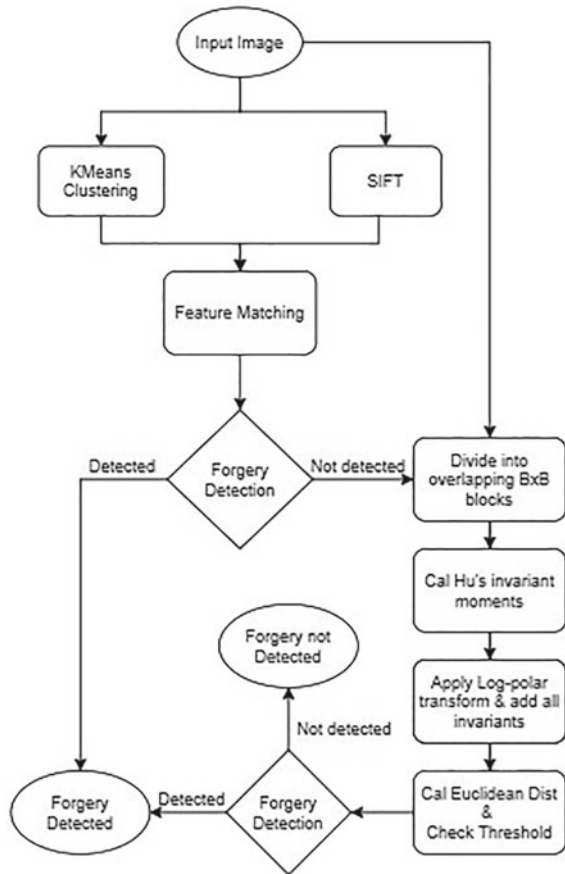 Input Image
KMeans
Clustering
SIFT
Feature Matching
Forgery
Detection
Detected
Not detected
Divide into
overlapping BxB
blocks
Cal Hu's invariant
moments
Apply Log-polar
transform & add all
invariants
Cal Euclidean Dist
&
Check Threshold
Forgery
Detection
Not detected
Forgery not
Detected
Detected
Forgery
Detected